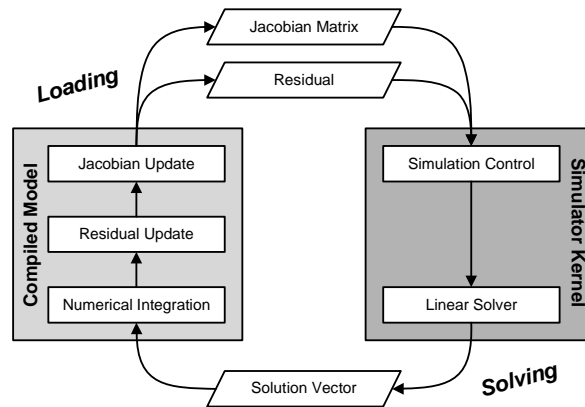 Jacobian Matrix
Loading
Residual
Compiled Model
Jacobian Update
Residual Update
Numerical Integration
Simulation Control
Linear Solver
Simulator Kernel
Solution Vector
Solving